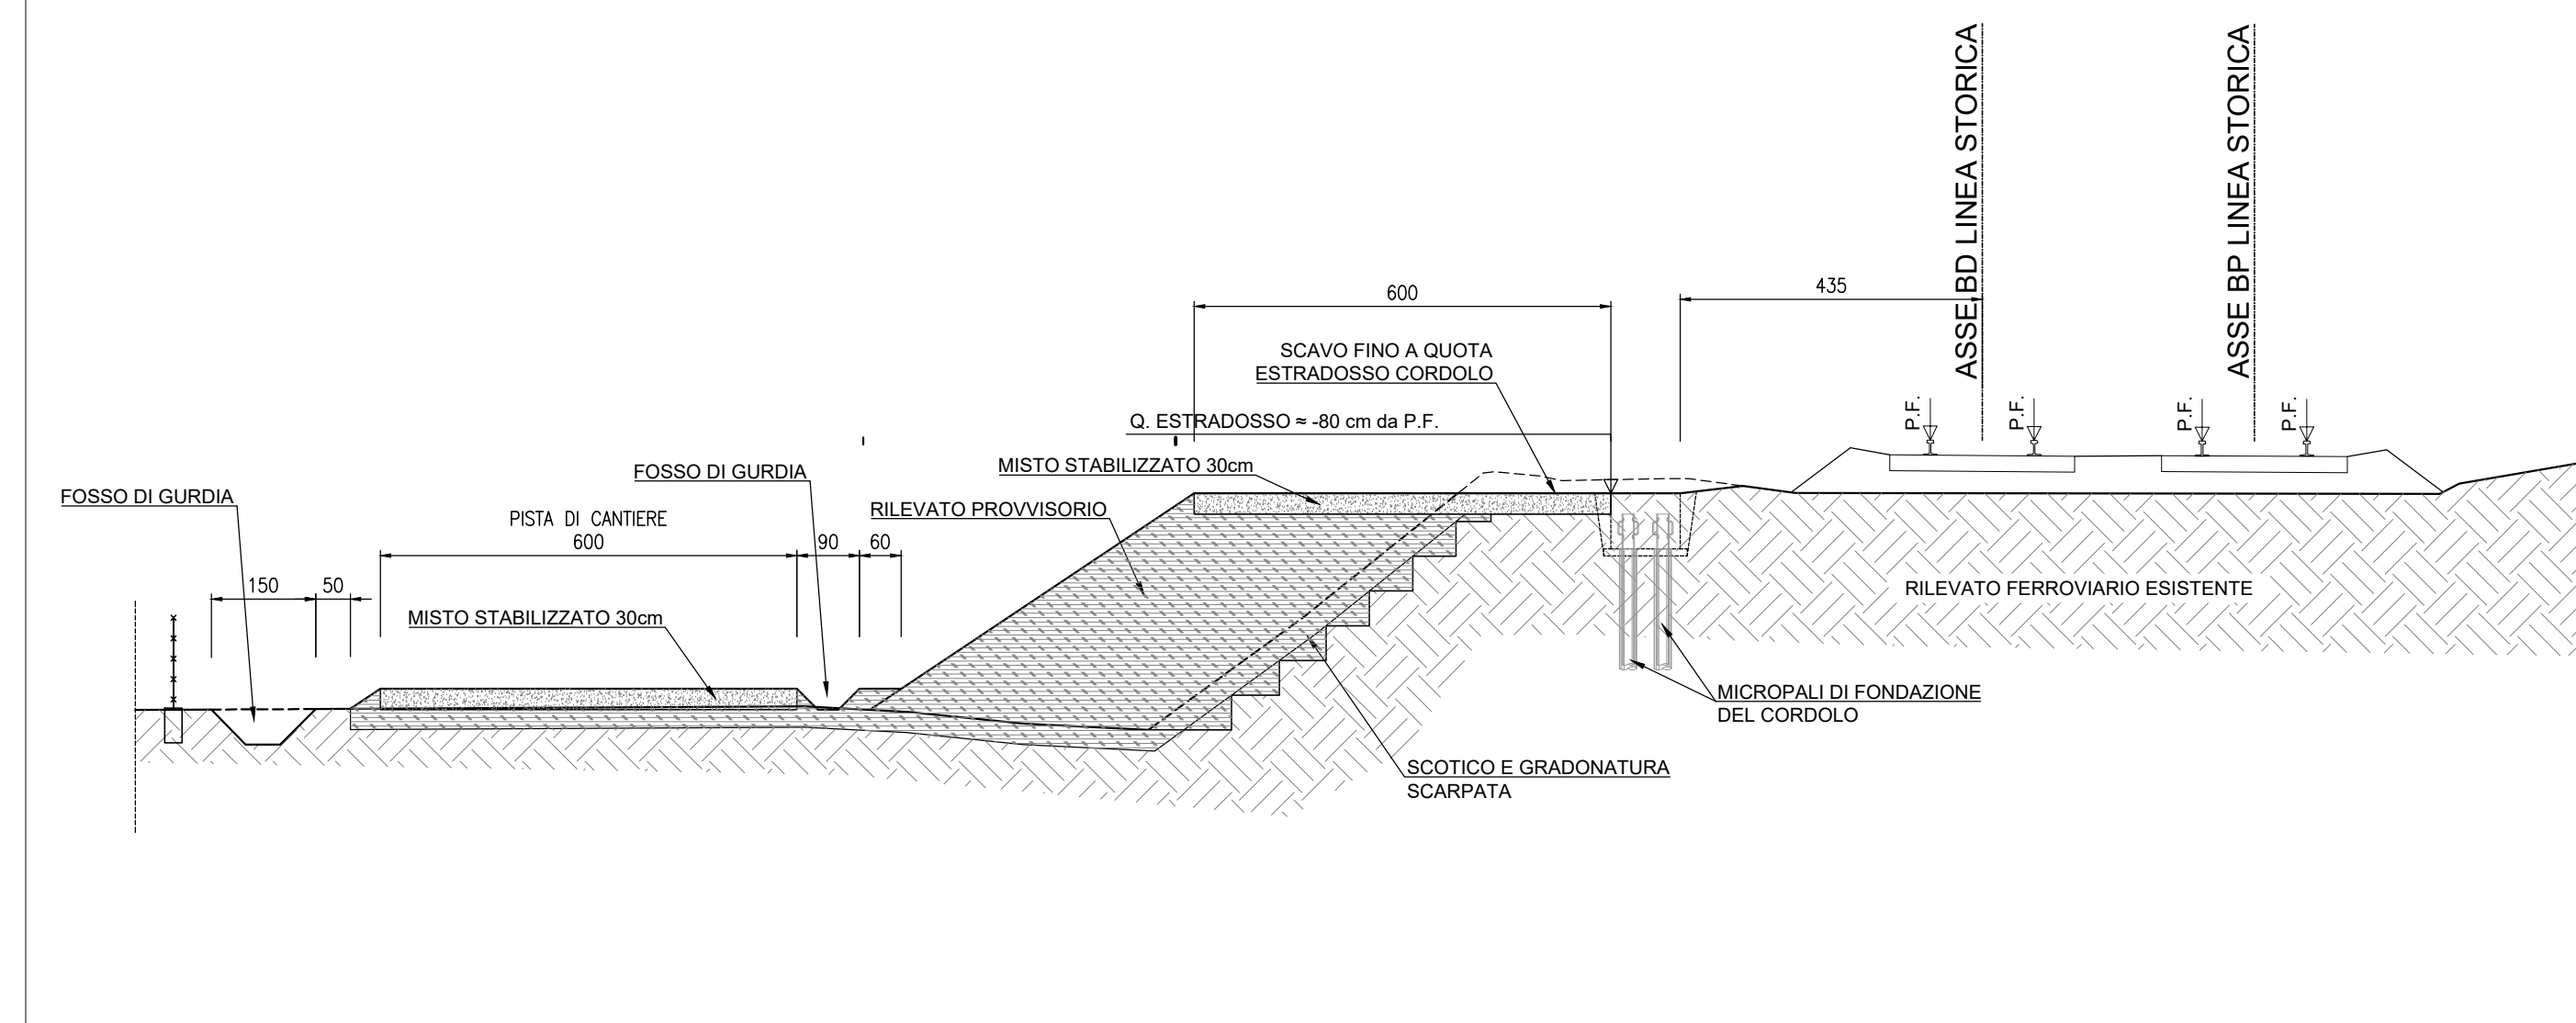 ASSE BD LINEA STORICA
ASSE BP LINEA STORICA
600
435
SCAVO FINO A QUOTA
ESTRADOSSO CORDOLO
Q. ESTRADOSSO ≈ -80 cm da P.F.
P.F.
P.F.
P.F.
P.F.
MISTO STABILIZZATO 30cm
FOSSO DI GURDIA
FOSSO DI GURDIA
RILEVATO PROVVISORIO
PISTA DI CANTIERE
600
90
60
150
50
MISTO STABILIZZATO 30cm
RILEVATO FERROVIARIO ESISTENTE
MICROPALI DI FONDAZIONE
DEL CORDOLO
SCOTICO E GRADONATURA
SCARPATA